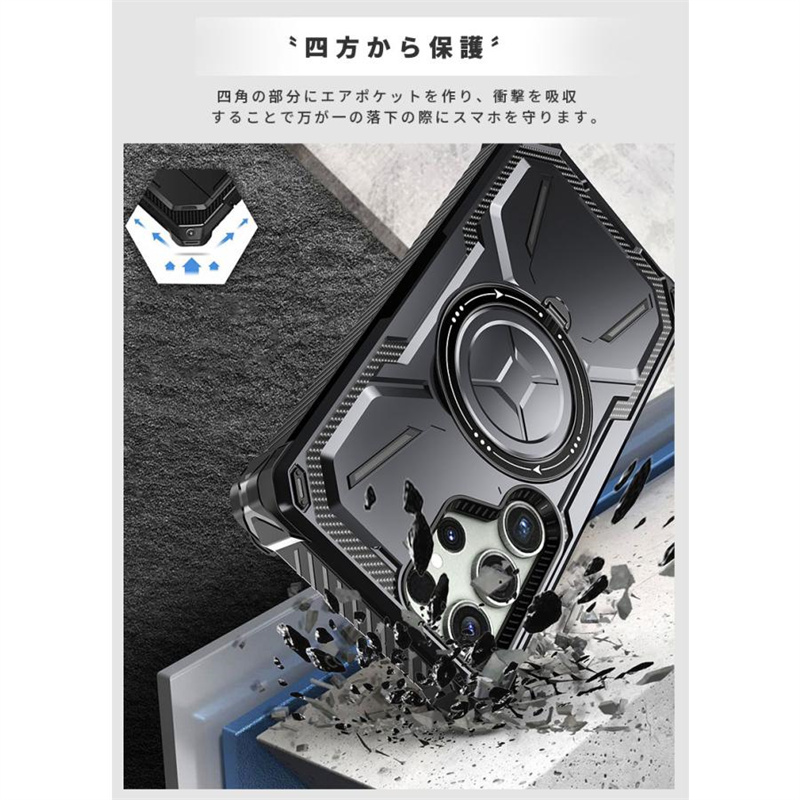 〝四方から保護〞
四角の部分にエアポケットを作り、衝撃を吸収
することで万が一の落下の際にスマホを守ります。